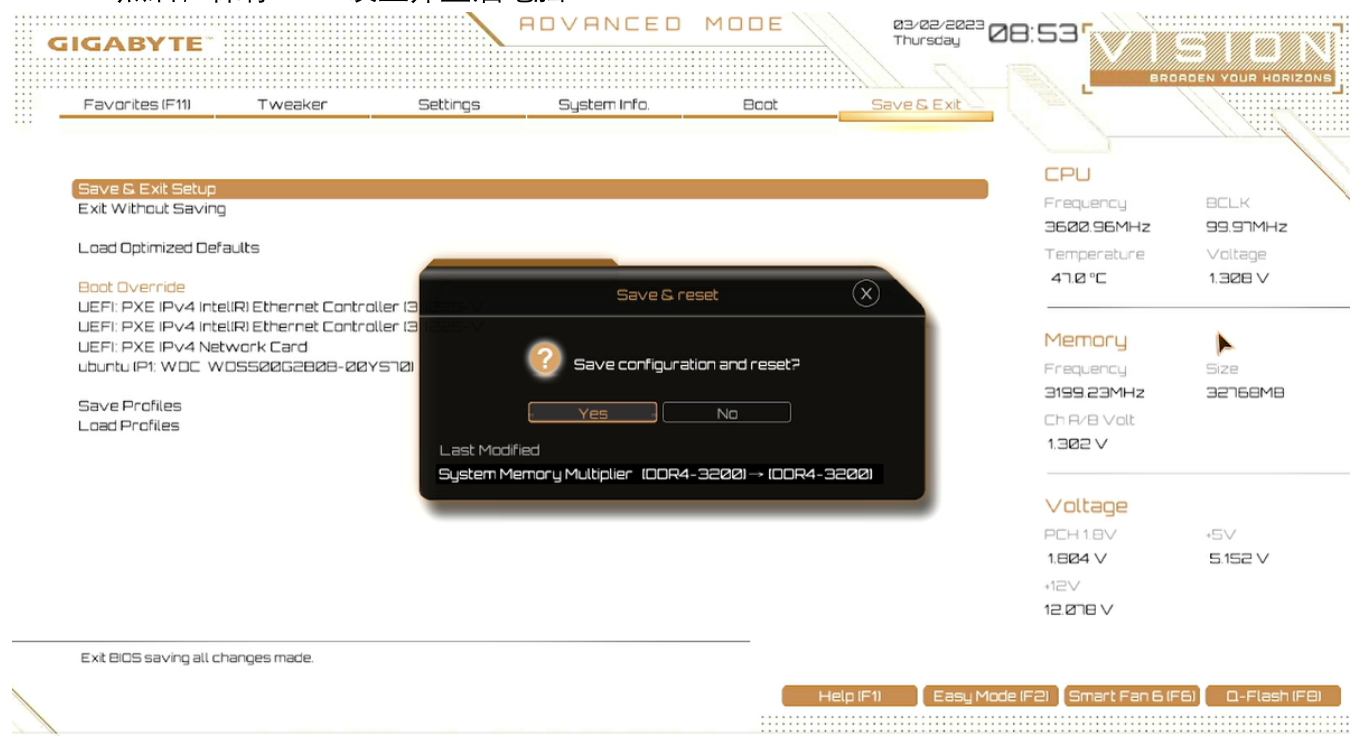 ADVANCED MODE
GIGABYTE™
03/02/2023
Thursday
08:53
VISION
BROADEN YOUR HORIZONS
Favorites (F11) Tweaker Settings System Info. Boot Save & Exit
Save & Exit Setup
Exit Without Saving
Load Optimized Defaults
Boot Override
UEFI: PXE IPv4 Intel(R) Ethernet Controller (3)
UEFI: PXE IPv4 Intel(R) Ethernet Controller (3)
UEFI: PXE IPv4 Network Card
ubuntu (P1: WDC WDS500G2B0B-00YS70)
Save Profiles
Load Profiles
Save & reset
Save configuration and reset?
Yes No
Last Modified
System Memory Multiplier (DDR4-3200)→(DDR4-3200)
CPU
Frequency BCLK
3600.96MHz 99.97MHz
Temperature Voltage
47.0 °C 1.308 V
Memory
Frequency Size
3199.23MHz 32768MB
Ch A/B Volt
1.302 V
Voltage
PCH 1.8V +5V
1.804 V 5.152 V
+12V
12.078 V
Exit BIOS saving all changes made.
Help (F1) Easy Mode (F2) Smart Fan 6 (F6) Q-Flash (F8)